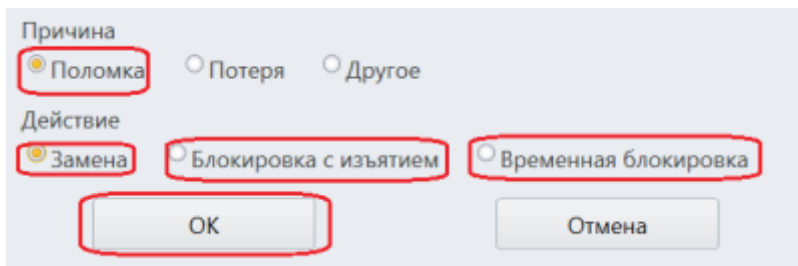 Причина
Поломка Потеря Другое
Действие
Замена Блокировка с изъятием Временная блокировка
ОК Отмена